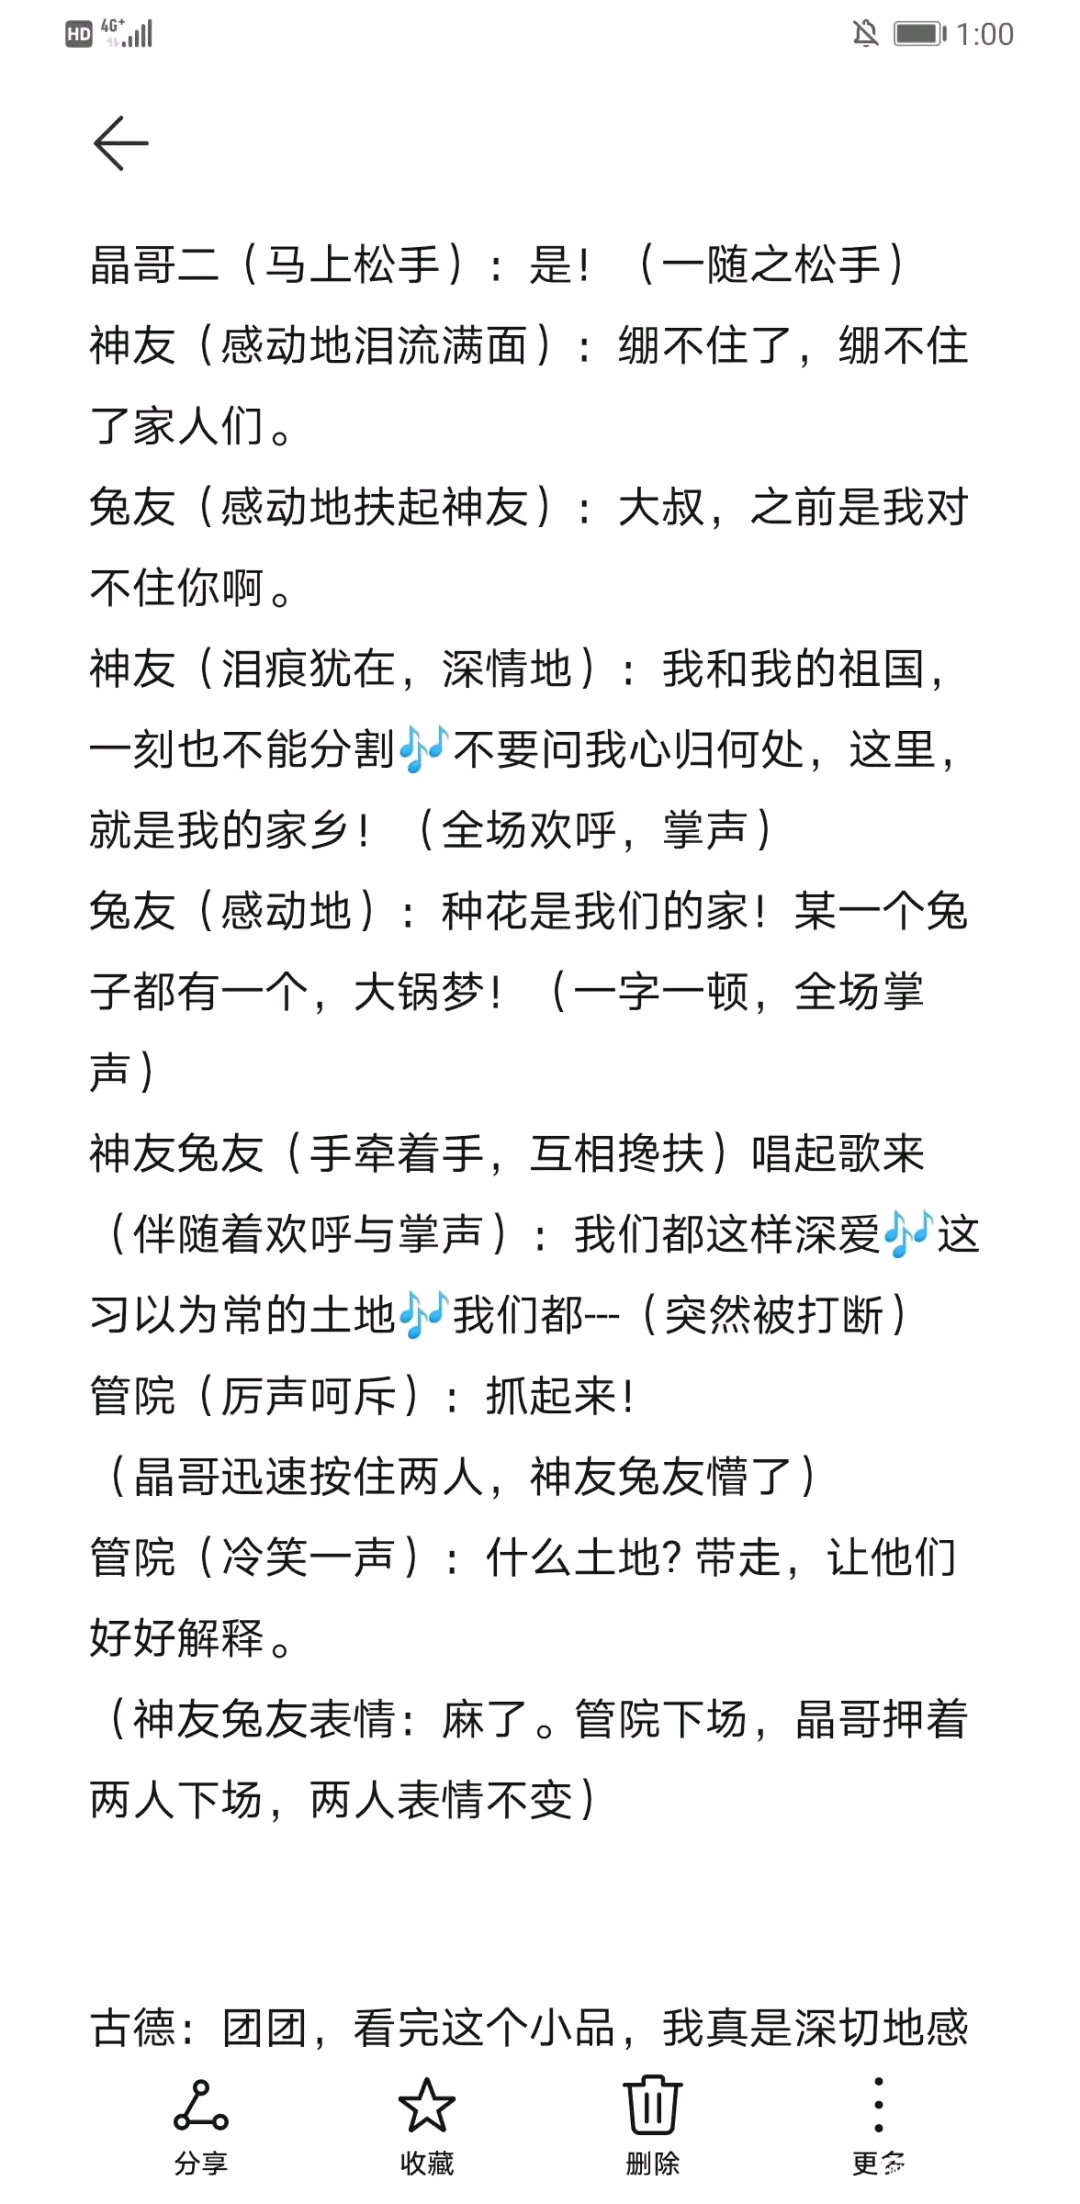 HD 4G+ 1:00
晶哥二（马上松手）：是！（一随之松手）
神友（感动地泪流满面）：绷不住了，绷不住
了家人们。
兔友（感动地扶起神友）：大叔，之前是我对
不住你啊。
神友（泪痕犹在，深情地）：我和我的祖国，
一刻也不能分割🎶不要问我心归何处，这里，
就是我的家乡！（全场欢呼，掌声）
兔友（感动地）：种花是我们的家！某一个兔
子都有一个，大锅梦！（一字一顿，全场掌
声）
神友兔友（手牵着手，互相搀扶）唱起歌来
（伴随着欢呼与掌声）：我们都这样深爱🎶这
习以为常的土地🎶我们都---（突然被打断）
管院（厉声呵斥）：抓起来！
（晶哥迅速按住两人，神友兔友懵了）
管院（冷笑一声）：什么土地？带走，让他们
好好解释。
（神友兔友表情：麻了。管院下场，晶哥押着
两人下场，两人表情不变）
古德：团团，看完这个小品，我真是深切地感
分享 收藏 删除 更多